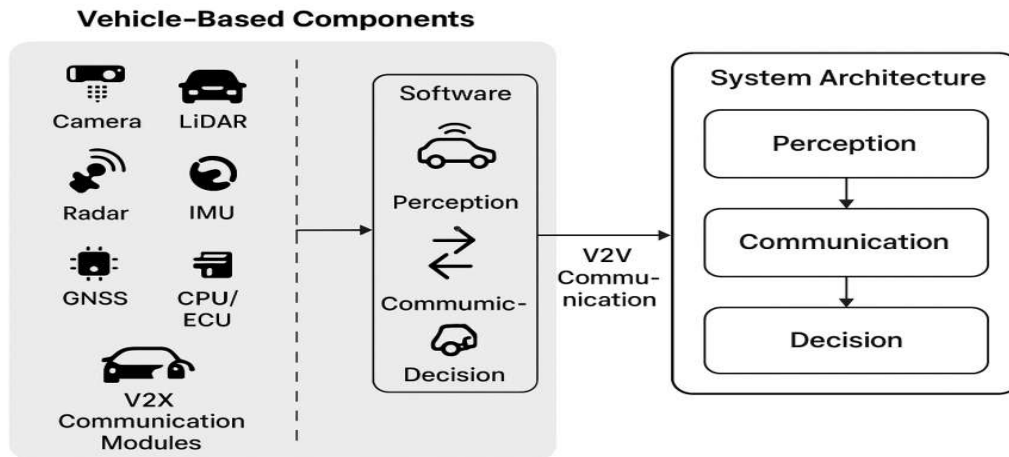 Vehicle-Based Components
Camera
LiDAR
Radar
IMU
GNSS
CPU/
ECU
V2X
Communication
Modules
Software
Perception
Commumic-
Decision
V2V
Commu-
nication
System Architecture
Perception
Communication
Decision